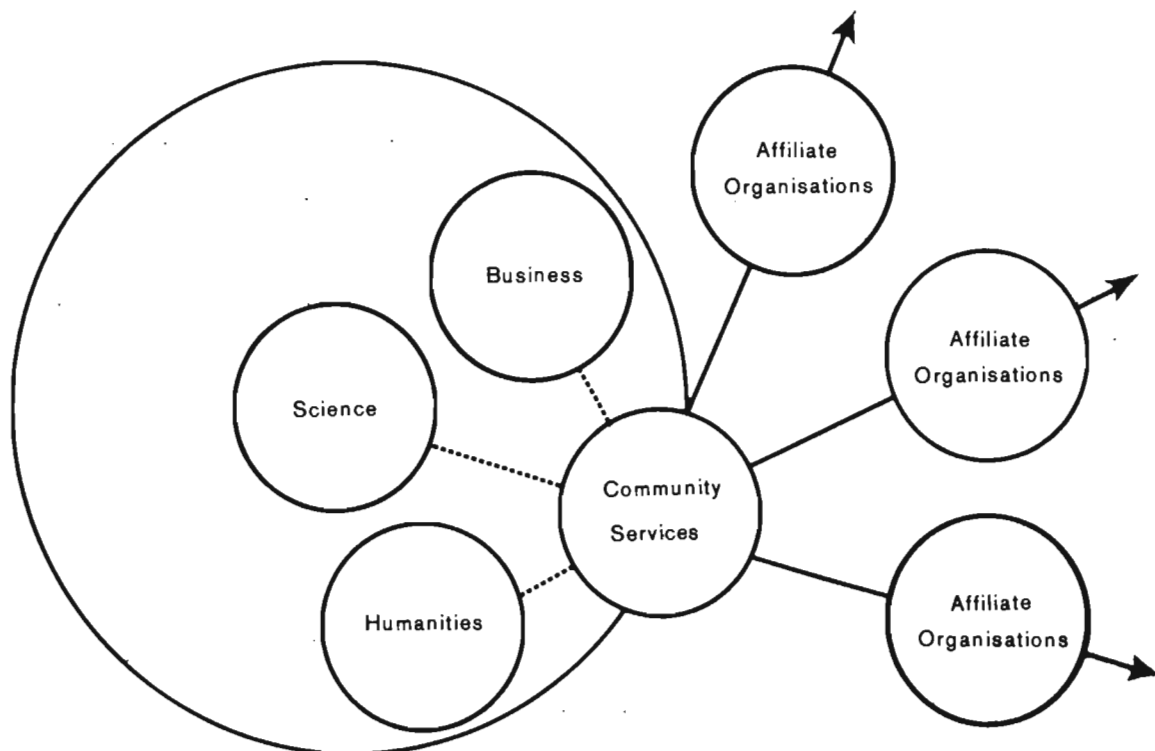 Affiliate
Organisations
Business
Affiliate
Organisations
Science
Community
Services
Humanities
Affiliate
Organisations